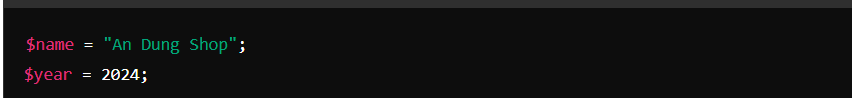 $name = "An Dung Shop";
$year = 2024;